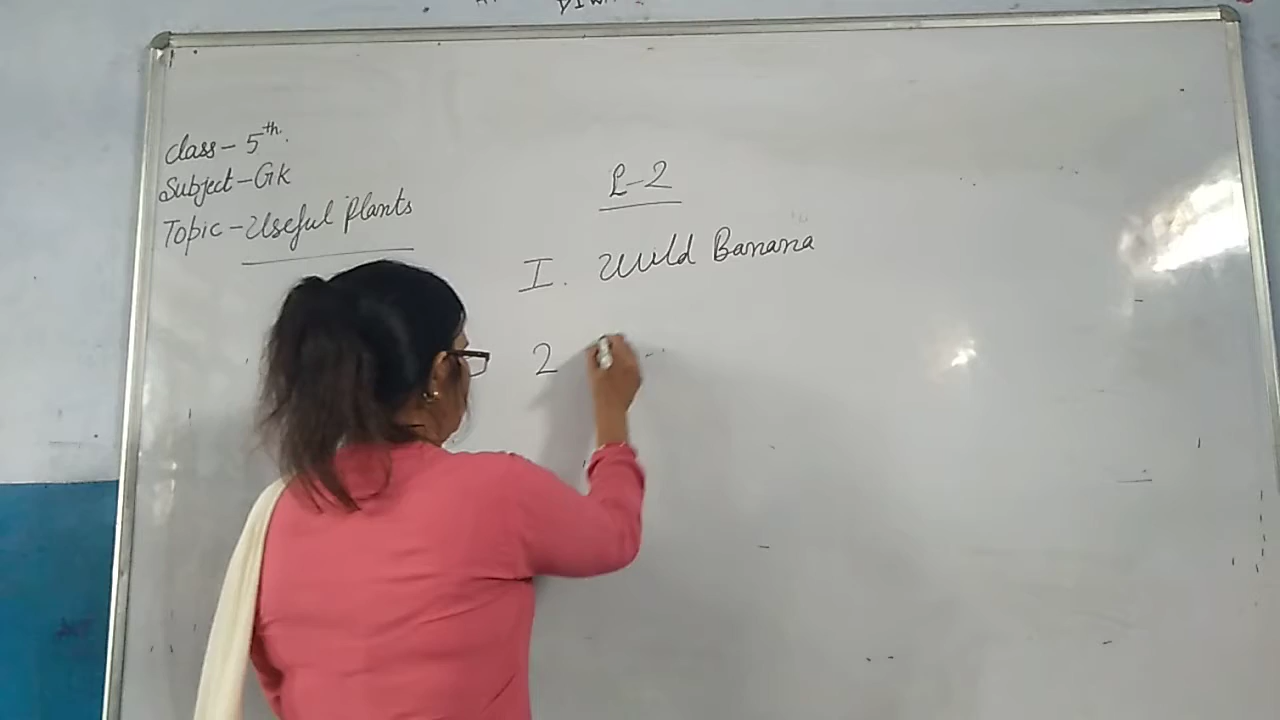 Class - 5th.
Subject - GK
Topic - Useful Plants
L-2
I. Wild Banana
2